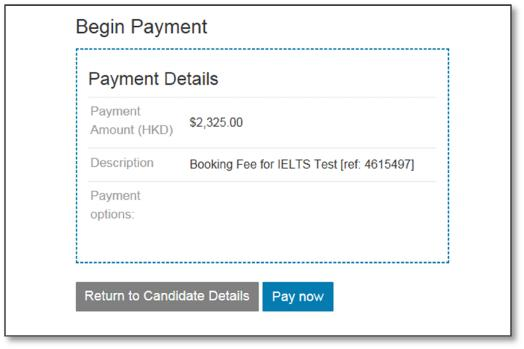 Begin Payment
Payment Details
Payment
Amount (HKD)
$2,325.00
Description
Booking Fee for IELTS Test [ref: 4615497]
Payment
options:
Return to Candidate Details
Pay now